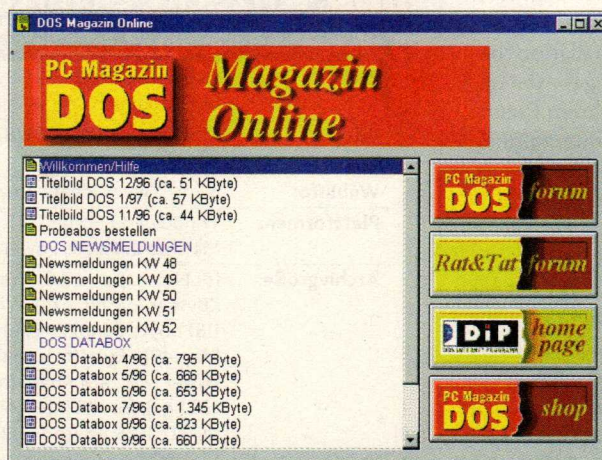 DOS Magazin Online
PC Magazin
DOS
Magazin
Online
Willkommen/Hilfe
Titelbild DOS 12/96 (ca. 51 KByte)
Titelbild DOS 1/97 (ca. 57 KByte)
Titelbild DOS 11/96 (ca. 44 KByte)
Probeabos bestellen
DOS NEWSMELDUNGEN
Newsmeldungen KW 48
Newsmeldungen KW 49
Newsmeldungen KW 50
Newsmeldungen KW 51
Newsmeldungen KW 52
DOS DATABOX
DOS Databox 4/96 (ca. 795 KByte)
DOS Databox 5/96 (ca. 666 KByte)
DOS Databox 6/96 (ca. 653 KByte)
DOS Databox 7/96 (ca. 1.345 KByte)
DOS Databox 8/96 (ca. 823 KByte)
DOS Databox 9/96 (ca. 660 KByte)
PC Magazin
DOS
forum
Rat&Tat forum
DiP
home
page
PC Magazin
DOS
shop